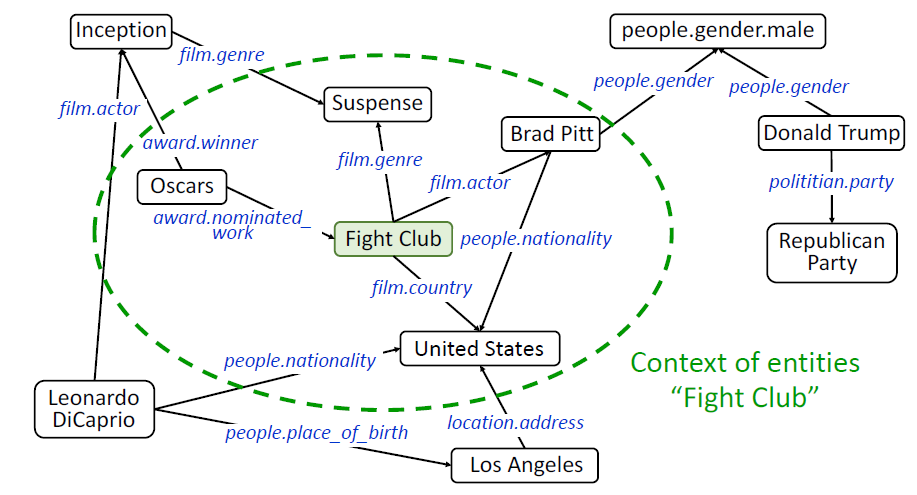 Inception
people.gender.male
film.genre
people.gender
people.gender
Suspense
film.actor
Brad Pitt
Donald Trump
award.winner
film.genre
film.actor
polititian.party
Oscars
award.nominated_
work
Fight Club
people.nationality
Republican
Party
film.country
United States
people.nationality
Context of entities
“Fight Club”
Leonardo
DiCaprio
location.address
people.place_of_birth
Los Angeles